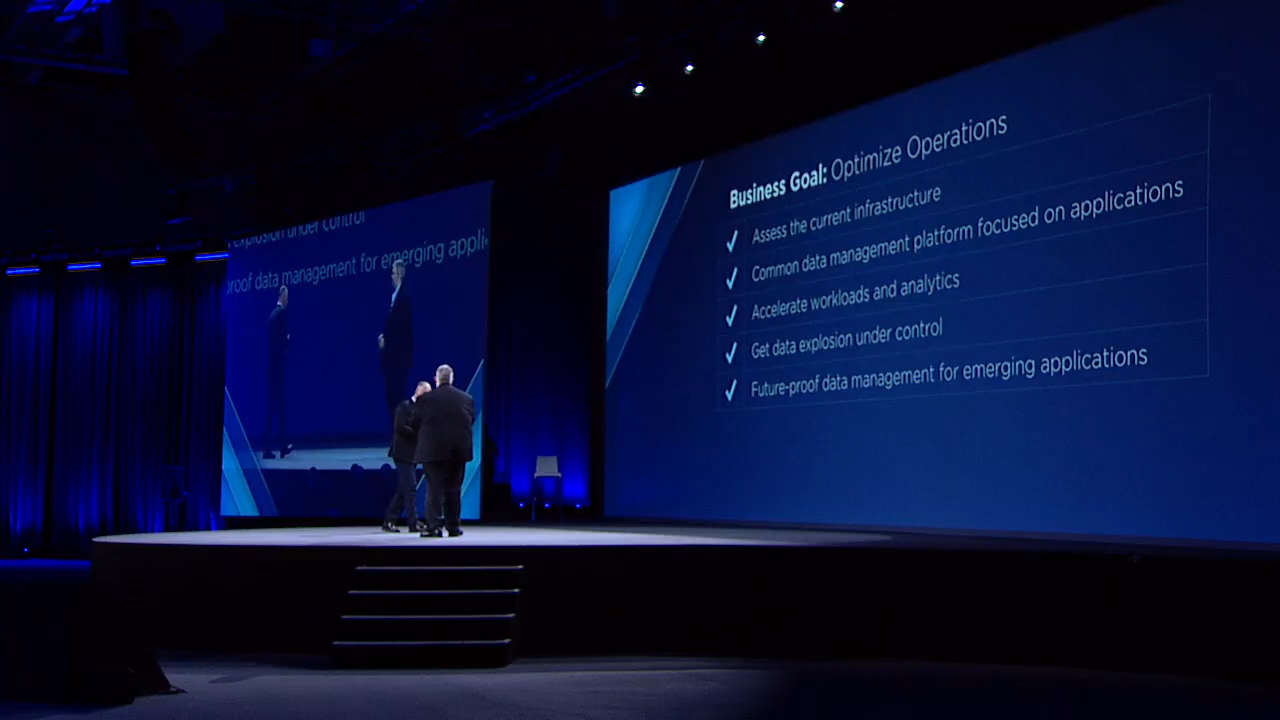 explosion under control
proof data management for emerging appli
Business Goal: Optimize Operations
Assess the current infrastructure
Common data management platform focused on applications
Accelerate workloads and analytics
Get data explosion under control
Future-proof data management for emerging applications